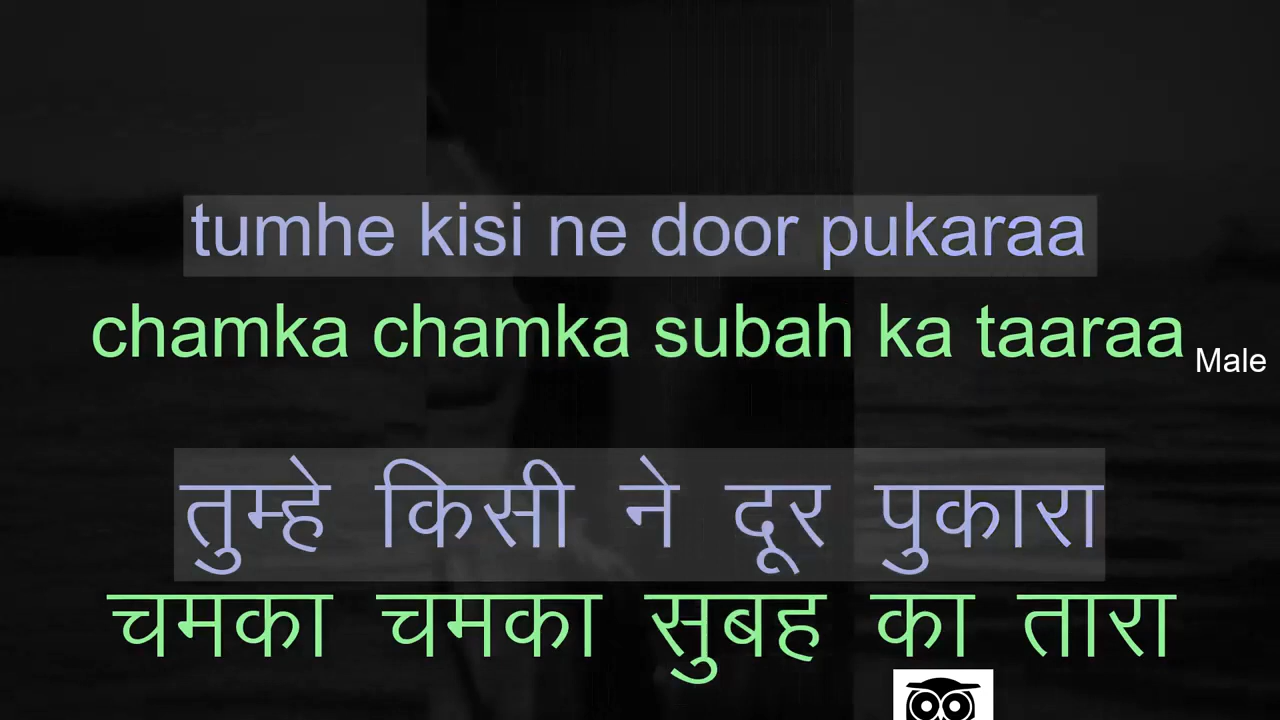 tumhe kisi ne door pukaraa
chamka chamka subah ka taaraa
Male
तुम्हे किसी ने दूर पुकारा
चमका चमका सुबह का तारा